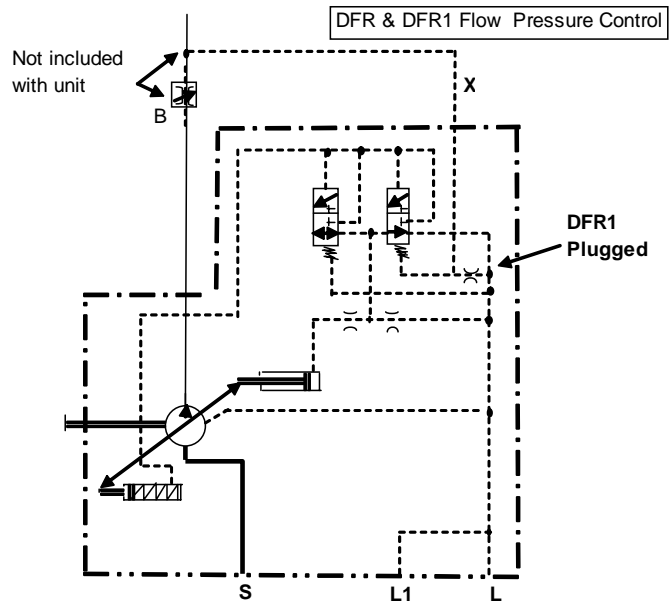 DFR & DFR1 Flow Pressure Control
Not included
with unit
X
B
DFR1
Plugged
S
L1
L